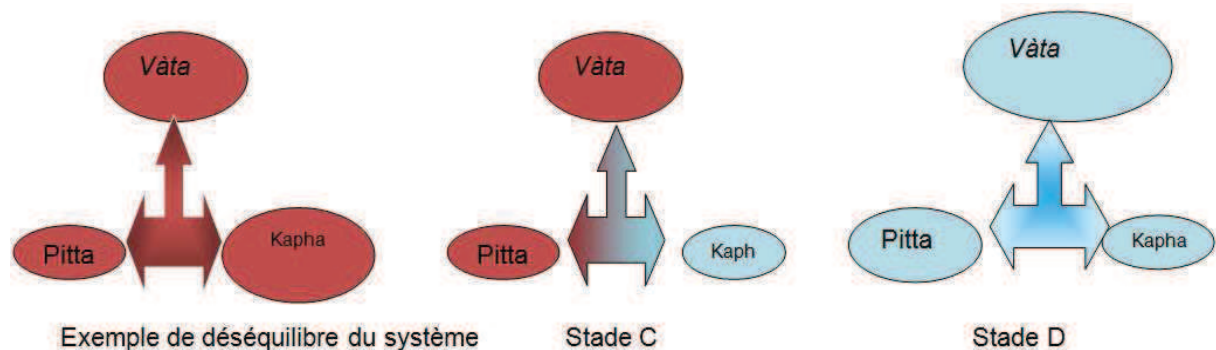 Vàta
Pitta
Kapha
Exemple de déséquilibre du système
Vàta
Pitta
Kaph
Stade C
Vàta
Pitta
Kapha
Stade D